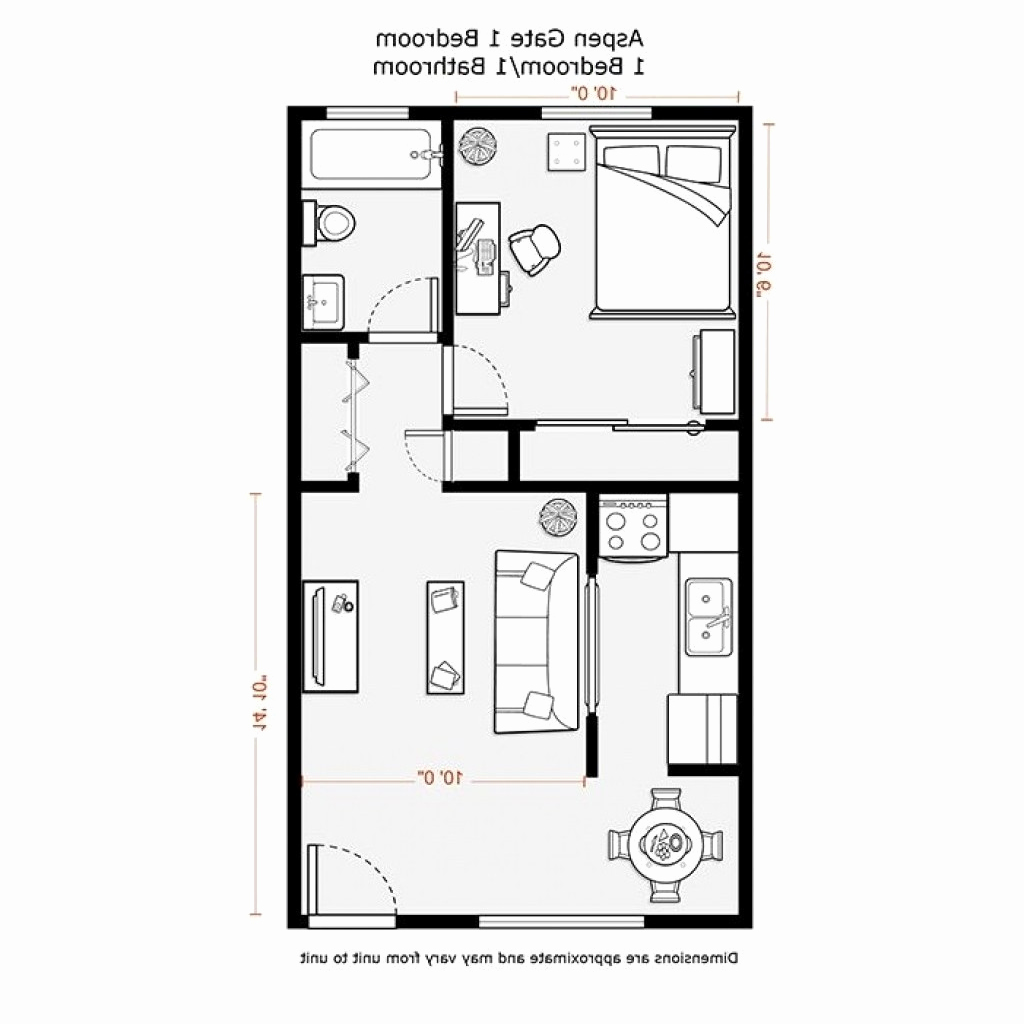 Aspen Gate 1 Bedroom
1 Bedroom/1 Bathroom
10' 0"
10' 6"
14' 10"
10' 0"
Dimensions are approximate and may vary from unit to unit